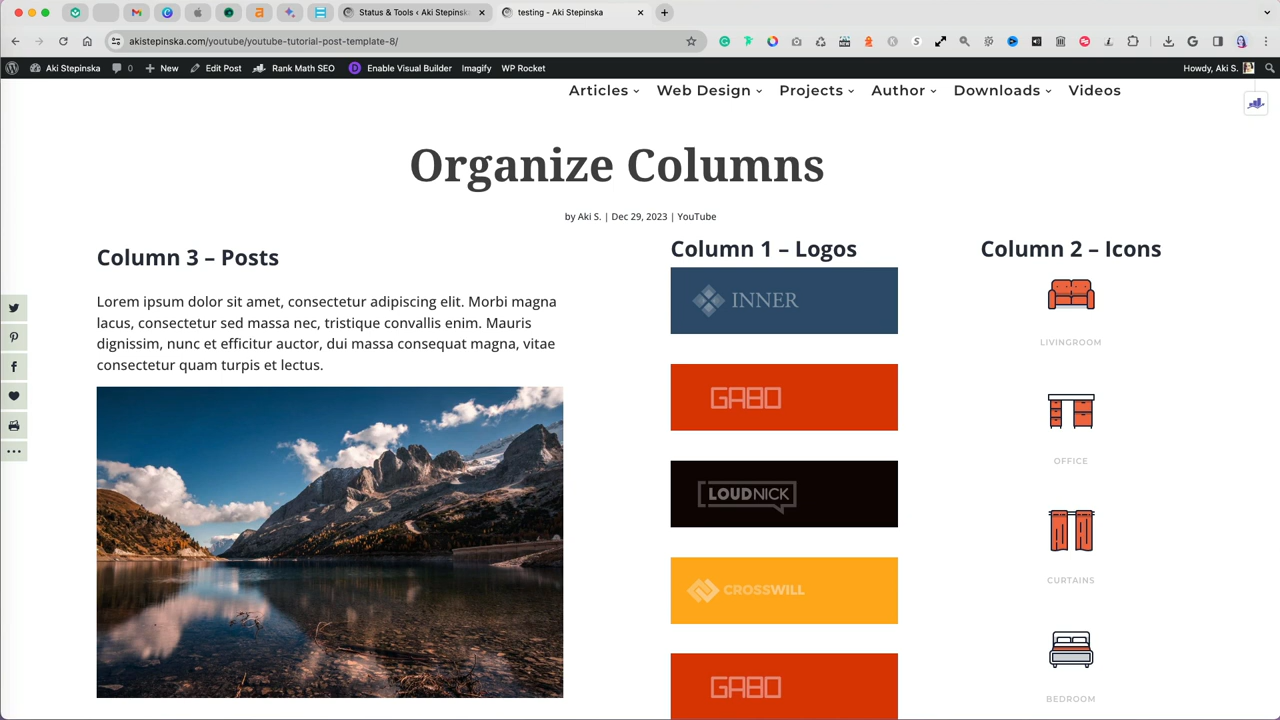 Status & Tools ‹ Aki Stepinsk
testing - Aki Stepinska
akistepinska.com/youtube/youtube-tutorial-post-template-8/
Aki Stepinska 0 New Edit Post Rank Math SEO Enable Visual Builder Imagify WP Rocket Howdy, Aki S.
Articles Web Design Projects Author Downloads Videos
Organize Columns
by Aki S. | Dec 29, 2023 | YouTube
Column 3 – Posts
Lorem ipsum dolor sit amet, consectetur adipiscing elit. Morbi magna
lacus, consectetur sed massa nec, tristique convallis enim. Mauris
dignissim, nunc et efficitur auctor, dui massa consequat magna, vitae
consectetur quam turpis et lectus.
Column 1 – Logos
INNER
GABO
LOUDNICK
CROSSWILL
GABO
Column 2 – Icons
LIVINGROOM
OFFICE
CURTAINS
BEDROOM